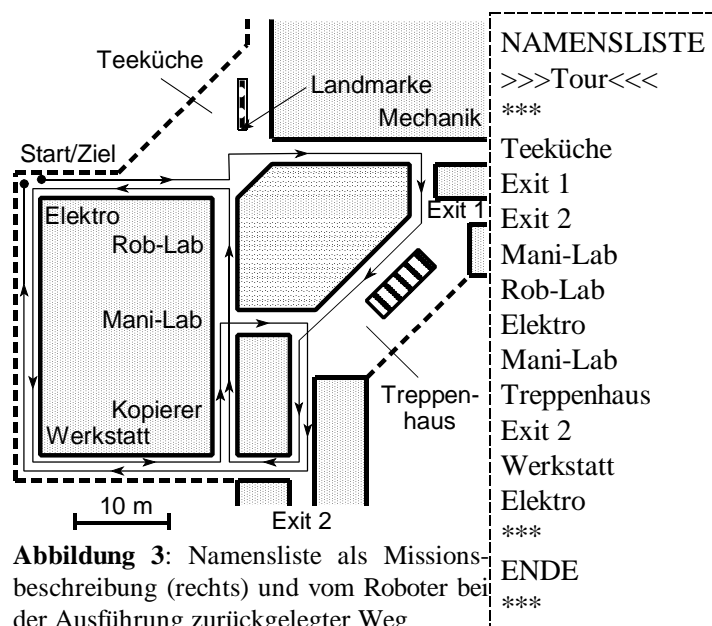 Teeküche
Landmarke
Mechanik
Start/Ziel
Elektro
Exit 1
Rob-Lab
Mani-Lab
Treppen-
haus
Kopierer
Werkstatt
10 m
Exit 2
Abbildung 3: Namensliste als Missions-
beschreibung (rechts) und vom Roboter bei
der Ausführung zurückgelegter Weg
NAMENSLISTE
>>>Tour<<<
***
Teeküche
Exit 1
Exit 2
Mani-Lab
Rob-Lab
Elektro
Mani-Lab
Treppenhaus
Exit 2
Werkstatt
Elektro
***
ENDE
***